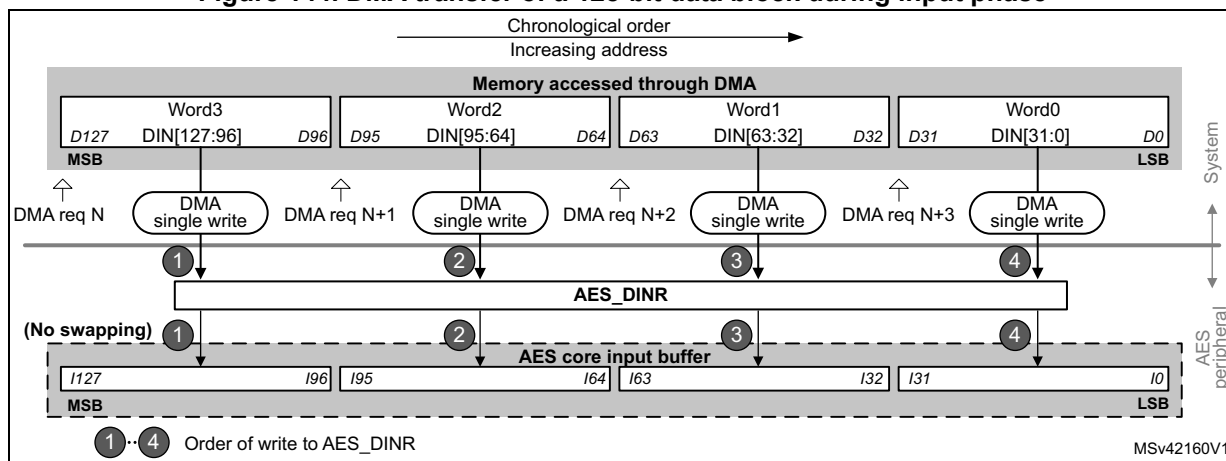 Chronological order
Increasing address
Memory accessed through DMA
Word3 Word2 Word1 Word0
D127 DIN[127:96] D96 D95 DIN[95:64] D64 D63 DIN[63:32] D32 D31 DIN[31:0] D0
MSB LSB
System
DMA req N DMA single write DMA req N+1 DMA single write DMA req N+2 DMA single write DMA req N+3 DMA single write
1 2 3 4
AES_DINR
(No swapping) 1 2 3 4
AES peripheral
AES core input buffer
I127 I96 I95 I64 I63 I32 I31 I0
MSB LSB
1 ·· 4 Order of write to AES_DINR
MSv42160V1